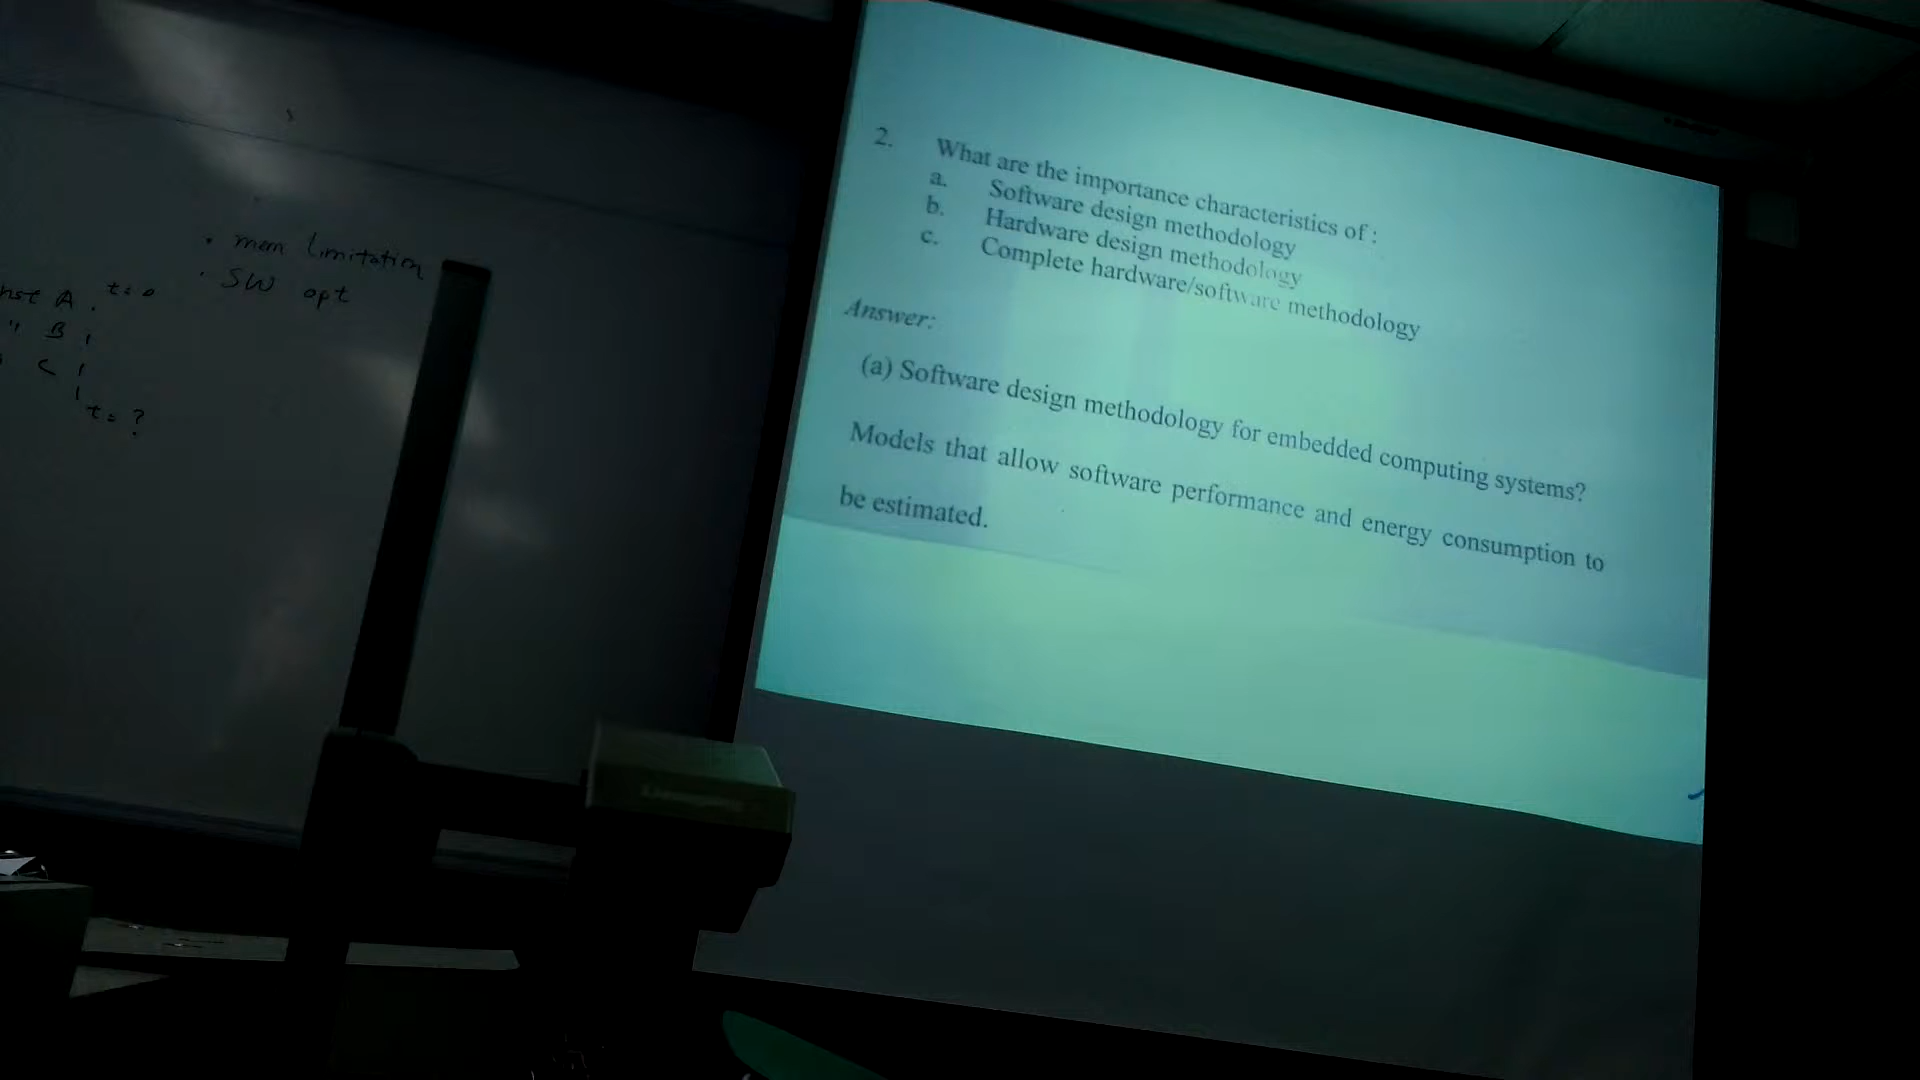 • mem limitation
• SW opt
A . t=0
" B
C
t= ?
2. What are the importance characteristics of :
a. Software design methodology
b. Hardware design methodology
c. Complete hardware/software methodology
Answer:
(a) Software design methodology for embedded computing systems?
Models that allow software performance and energy consumption to
be estimated.